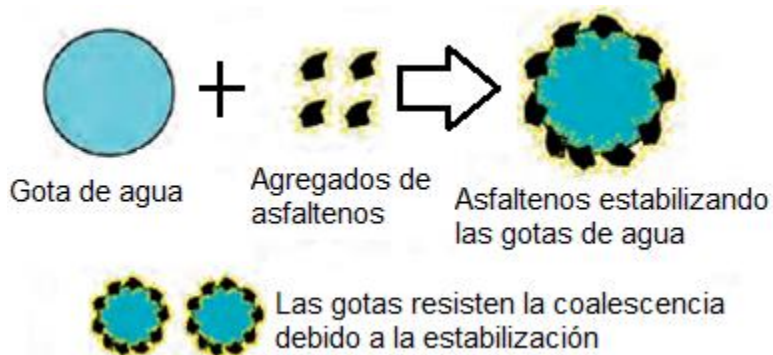 Gota de agua
Agregados de
asfaltenos
Asfaltenos estabilizando
las gotas de agua
Las gotas resisten la coalescencia
debido a la estabilización